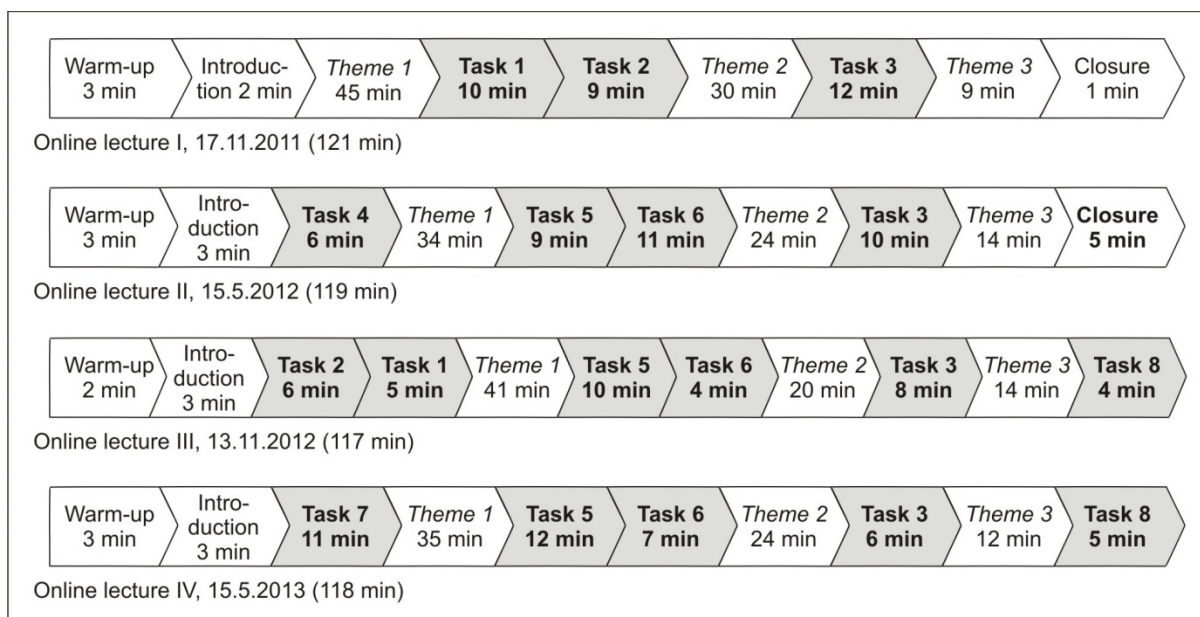 Warm-up
3 min
Introduc-
tion 2 min
Theme 1
45 min
Task 1
10 min
Task 2
9 min
Theme 2
30 min
Task 3
12 min
Theme 3
9 min
Closure
1 min
Online lecture I, 17.11.2011 (121 min)
Warm-up
3 min
Intro-
duction
3 min
Task 4
6 min
Theme 1
34 min
Task 5
9 min
Task 6
11 min
Theme 2
24 min
Task 3
10 min
Theme 3
14 min
Closure
5 min
Online lecture II, 15.5.2012 (119 min)
Warm-up
2 min
Intro-
duction
3 min
Task 2
6 min
Task 1
5 min
Theme 1
41 min
Task 5
10 min
Task 6
4 min
Theme 2
20 min
Task 3
8 min
Theme 3
14 min
Task 8
4 min
Online lecture III, 13.11.2012 (117 min)
Warm-up
3 min
Intro-
duction
3 min
Task 7
11 min
Theme 1
35 min
Task 5
12 min
Task 6
7 min
Theme 2
24 min
Task 3
6 min
Theme 3
12 min
Task 8
5 min
Online lecture IV, 15.5.2013 (118 min)